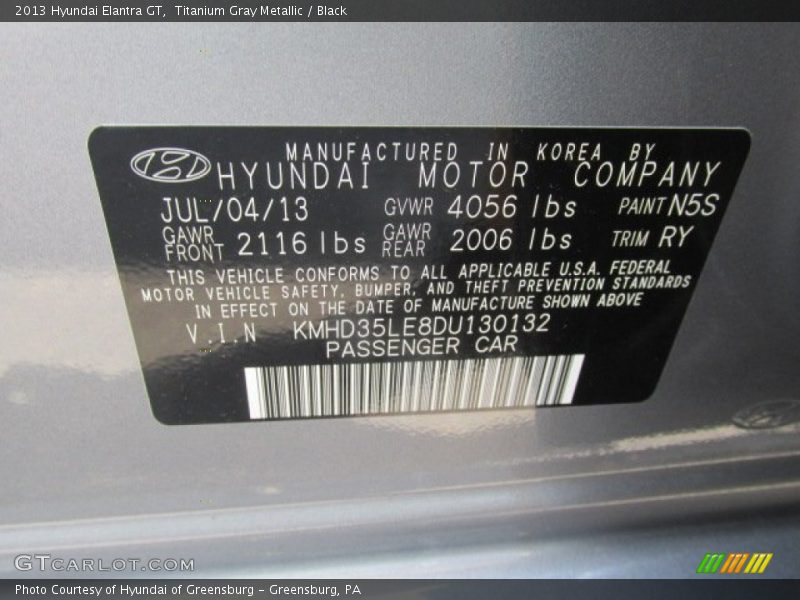 2013 Hyundai Elantra GT, Titanium Gray Metallic / Black
MANUFACTURED IN KOREA BY
HYUNDAI MOTOR COMPANY
JUL/04/13 GVWR 4056 lbs PAINT N5S
GAWR FRONT 2116 lbs GAWR REAR 2006 lbs TRIM RY
THIS VEHICLE CONFORMS TO ALL APPLICABLE U.S.A. FEDERAL
MOTOR VEHICLE SAFETY, BUMPER, AND THEFT PREVENTION STANDARDS
IN EFFECT ON THE DATE OF MANUFACTURE SHOWN ABOVE
V.I.N KMHD35LE8DU130132
PASSENGER CAR
GTCARLOT.COM
Photo Courtesy of Hyundai of Greensburg - Greensburg, PA